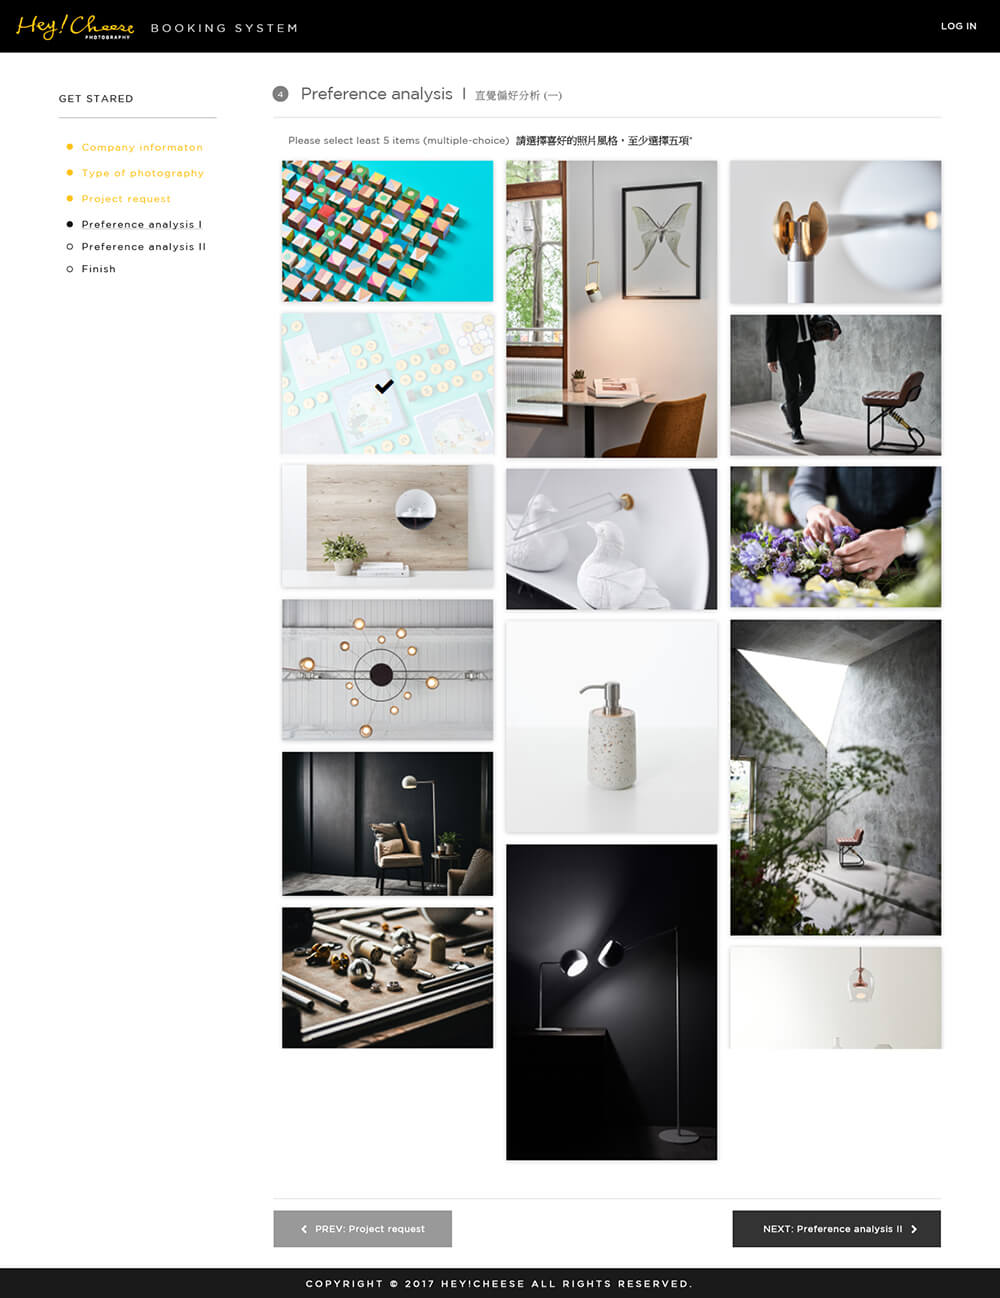 Hey! Cheese
PHOTOGRAPHY
BOOKING SYSTEM
LOG IN
GET STARED
Company informaton
Type of photography
Project request
Preference analysis I
Preference analysis II
Finish
4 Preference analysis I 直覺偏好分析 (一)
Please select least 5 items (multiple-choice) 請選擇喜好的照片風格，至少選擇五項*
PREV: Project request
NEXT: Preference analysis II
COPYRIGHT © 2017 HEY!CHEESE ALL RIGHTS RESERVED.